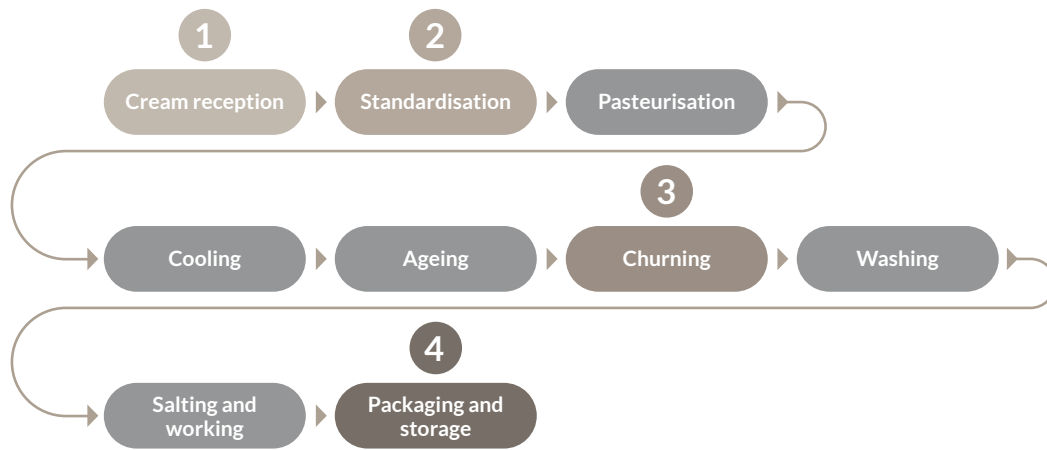 1
2
Cream reception
Standardisation
Pasteurisation
3
Cooling
Ageing
Churning
Washing
4
Salting and
working
Packaging and
storage